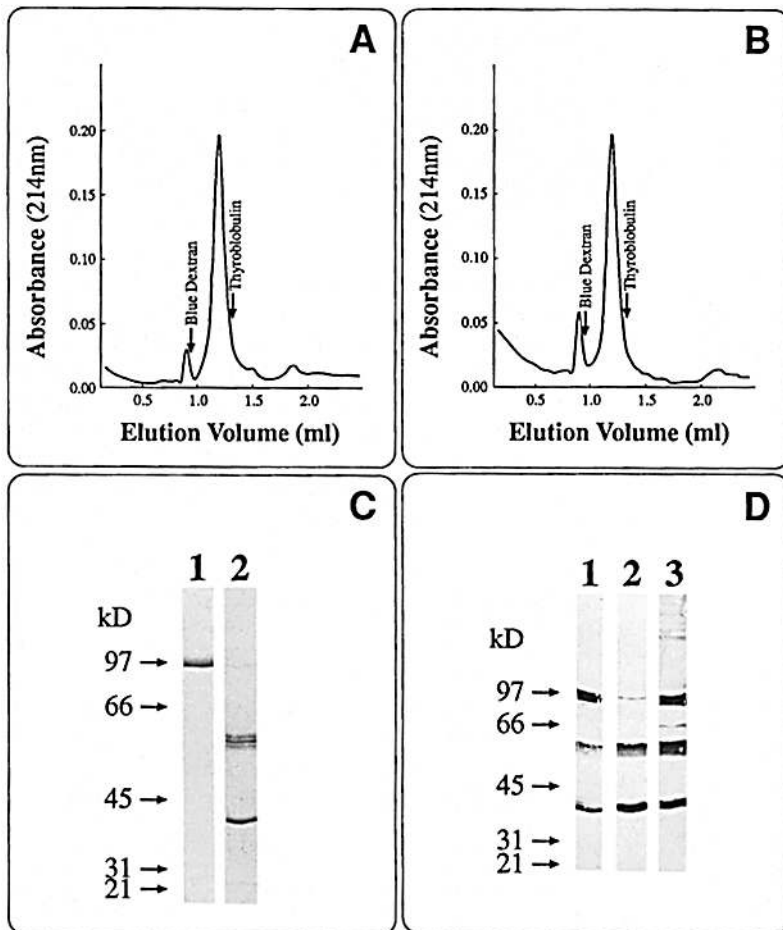 A
Absorbance (214nm)
0.20
0.15
0.10
0.05
0.00
Blue Dextran
Thyroblobulin
0.5 1.0 1.5 2.0
Elution Volume (ml)
B
Absorbance (214nm)
0.20
0.15
0.10
0.05
0.00
Blue Dextran
Thyroblobulin
0.5 1.0 1.5 2.0
Elution Volume (ml)
C
1 2
kD
97
66
45
31
21
D
1 2 3
kD
97
66
45
31
21